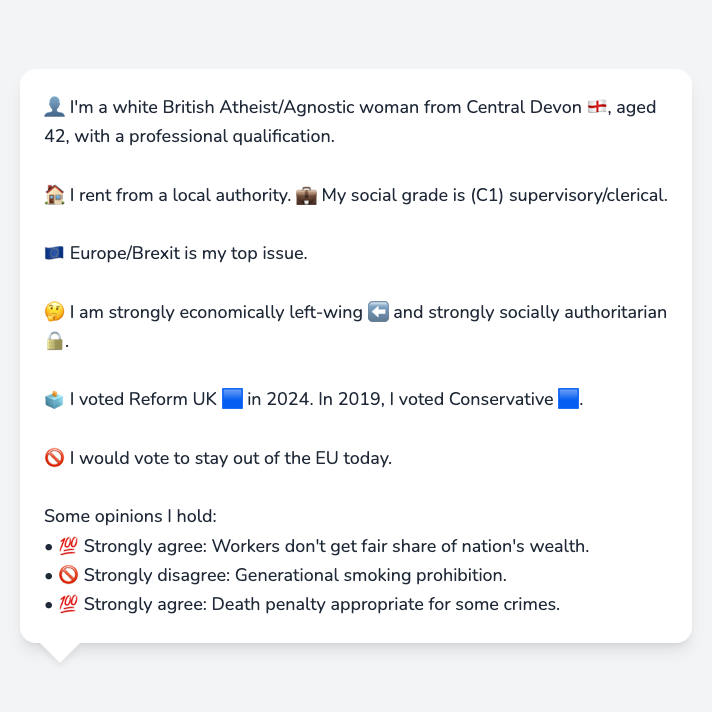 👤 I'm a white British Atheist/Agnostic woman from Central Devon 🏴󠁧󠁢󠁥󠁮󠁧󠁿, aged
42, with a professional qualification.
🏠 I rent from a local authority. 💼 My social grade is (C1) supervisory/clerical.
🇪🇺 Europe/Brexit is my top issue.
🤔 I am strongly economically left-wing ⬅️ and strongly socially authoritarian
🔒.
🗳️ I voted Reform UK 🟦 in 2024. In 2019, I voted Conservative 🟦.
🚫 I would vote to stay out of the EU today.
Some opinions I hold:
• 💯 Strongly agree: Workers don't get fair share of nation's wealth.
• 🚫 Strongly disagree: Generational smoking prohibition.
• 💯 Strongly agree: Death penalty appropriate for some crimes.